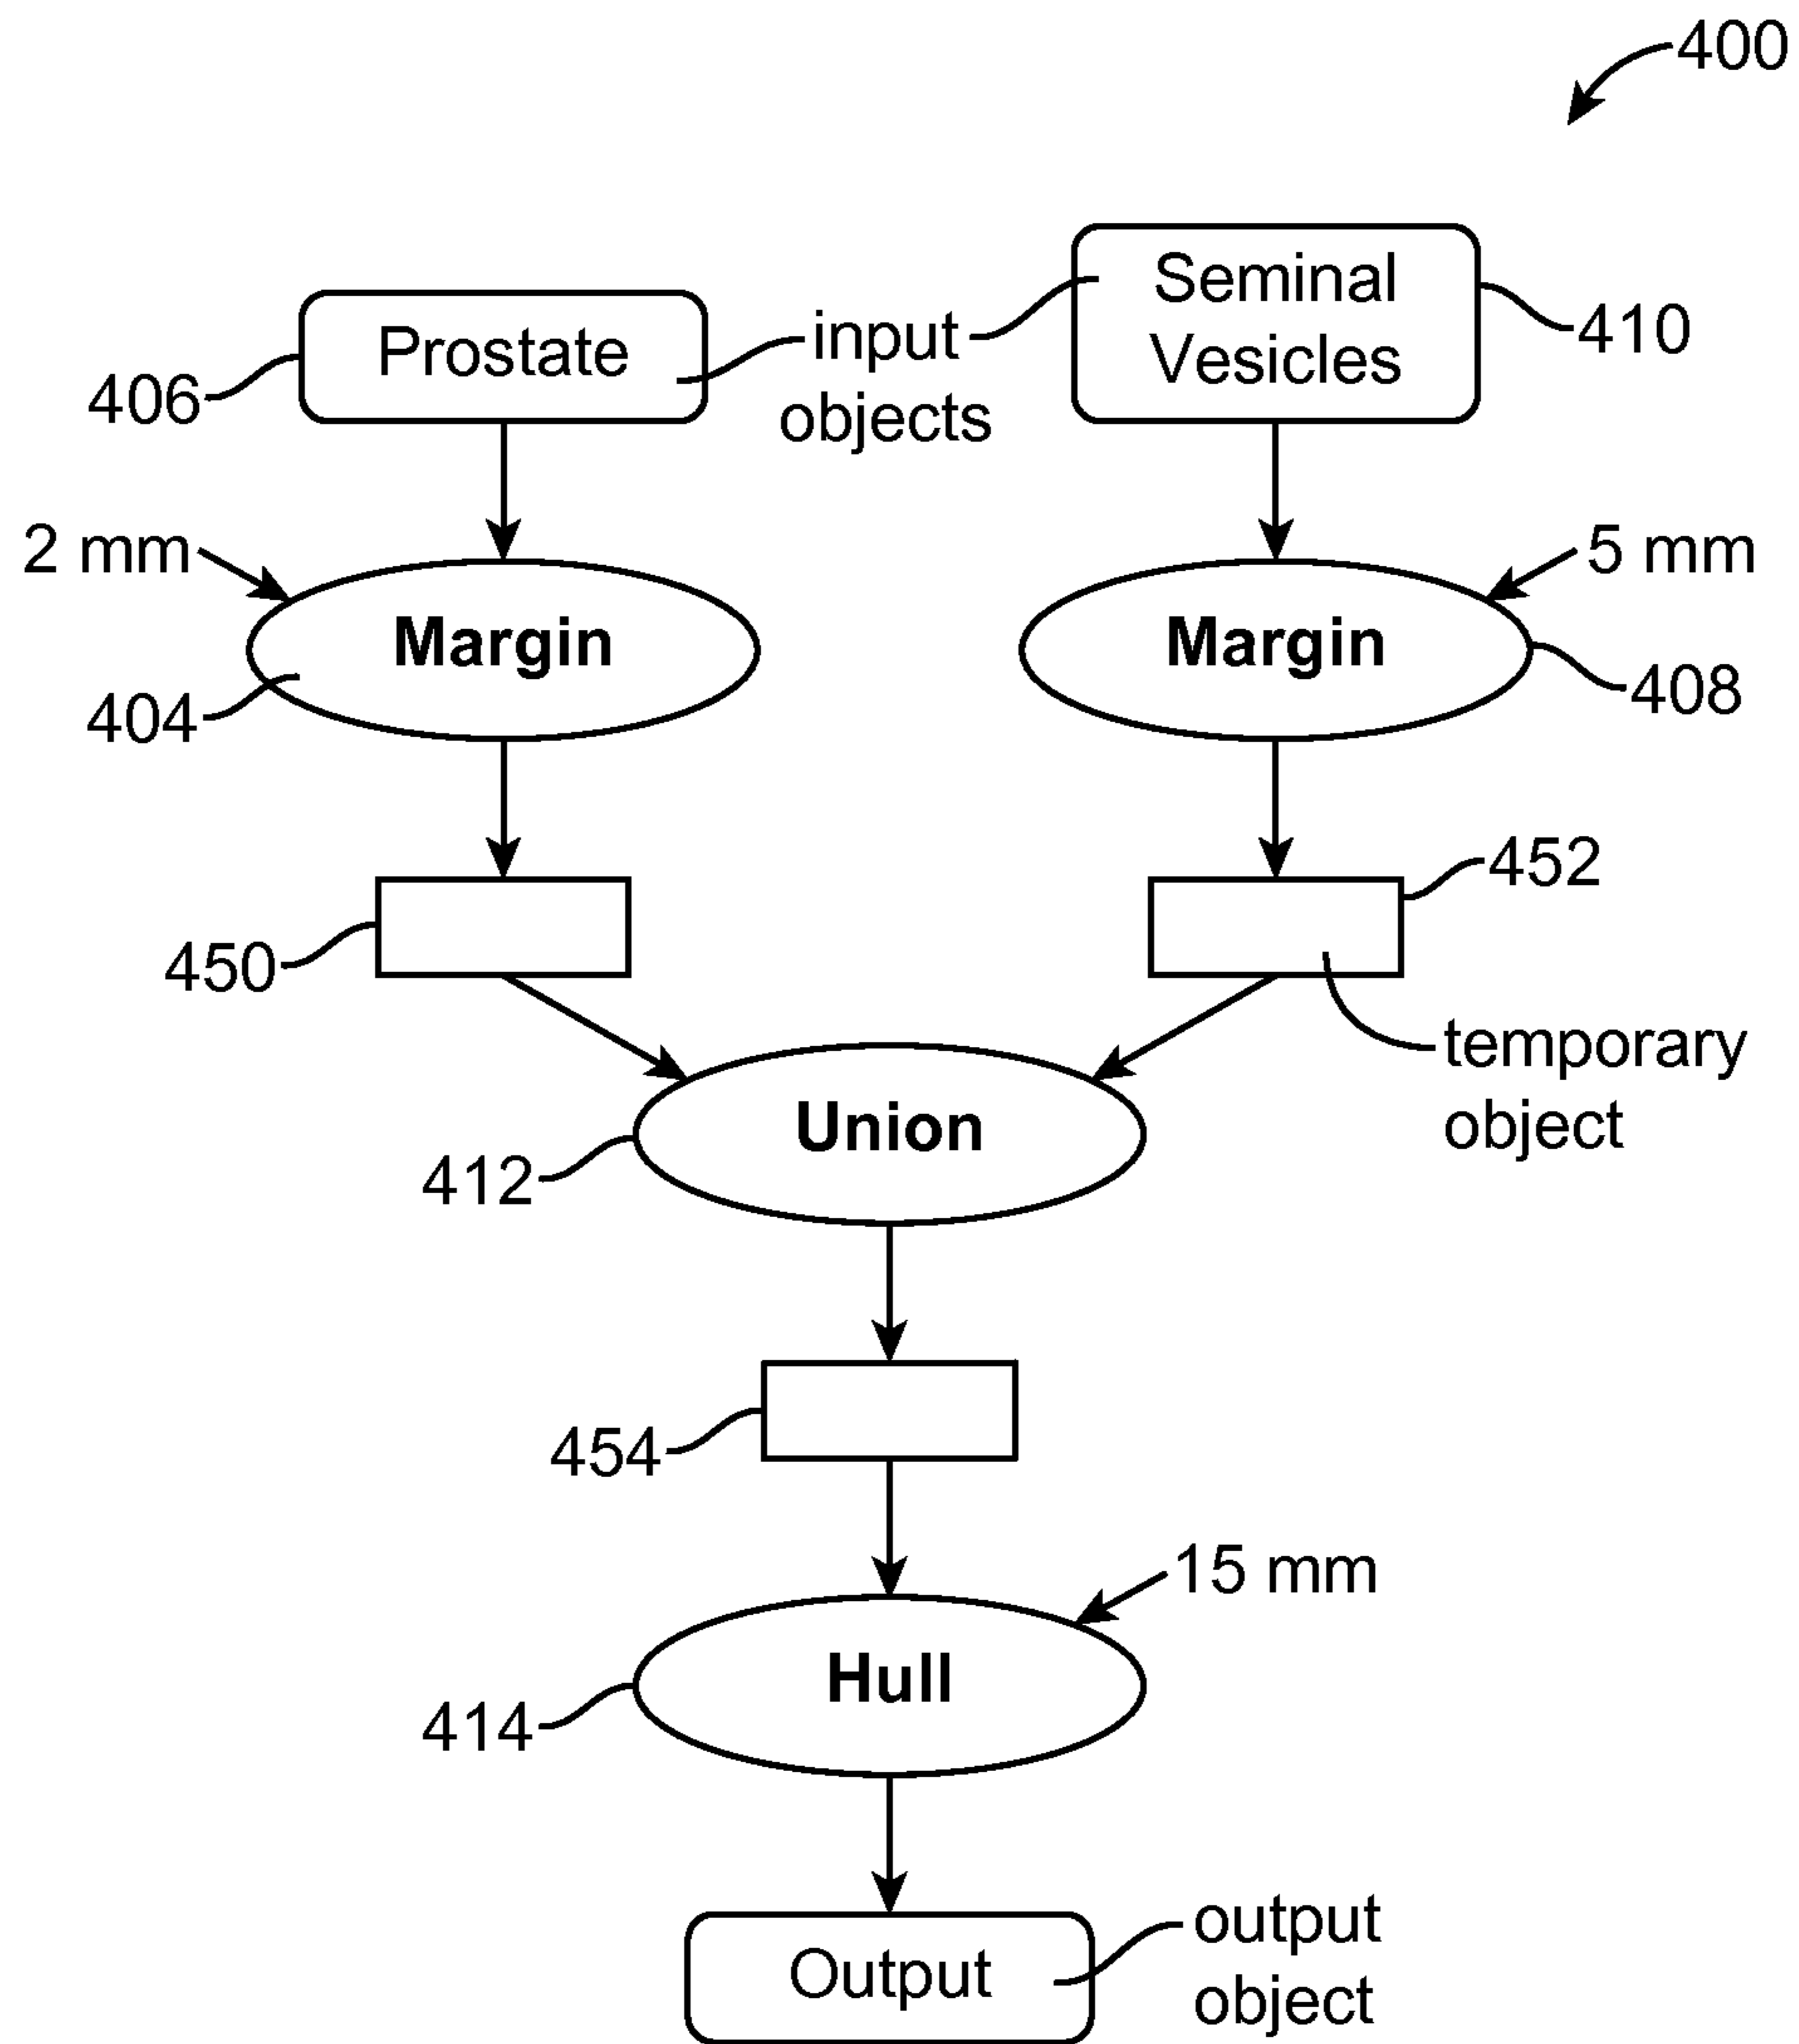 400
Seminal
Vesicles
410
Prostate
406
input
objects
2 mm
5 mm
Margin
404
Margin
408
450
452
temporary
object
Union
412
454
15 mm
Hull
414
Output
output
object